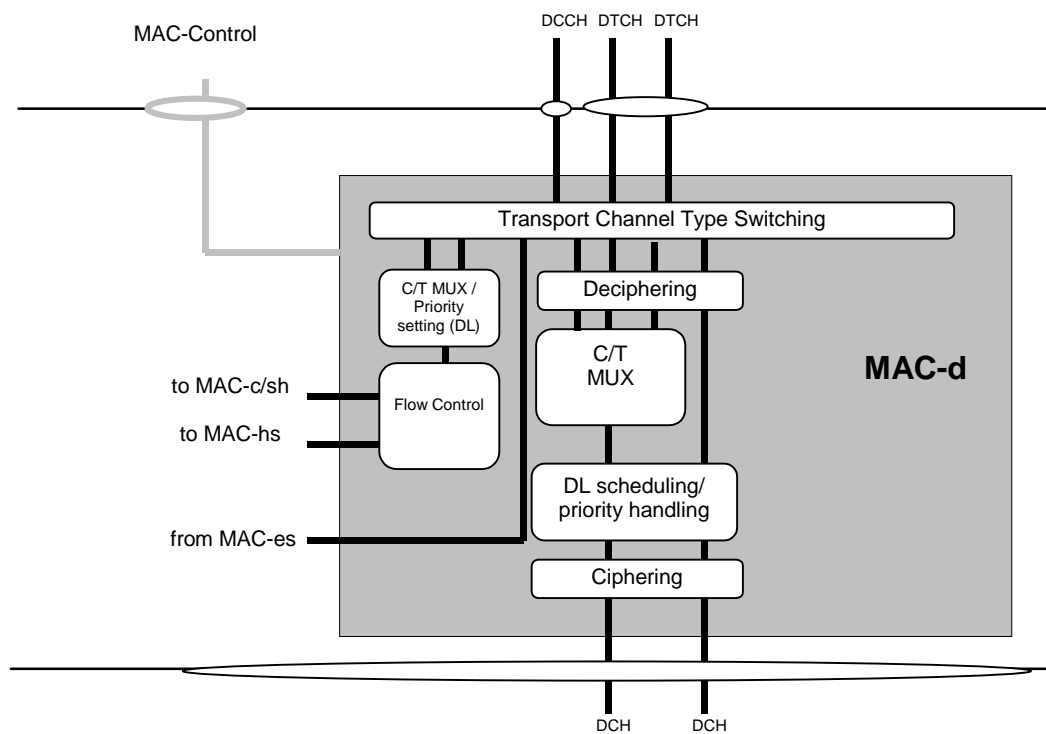 DCCH DTCH DTCH
MAC-Control
Transport Channel Type Switching
C/T MUX /
Priority
setting (DL)
Deciphering
C/T
MUX
MAC-d
to MAC-c/sh
Flow Control
to MAC-hs
DL scheduling/
priority handling
from MAC-es
Ciphering
DCH
DCH